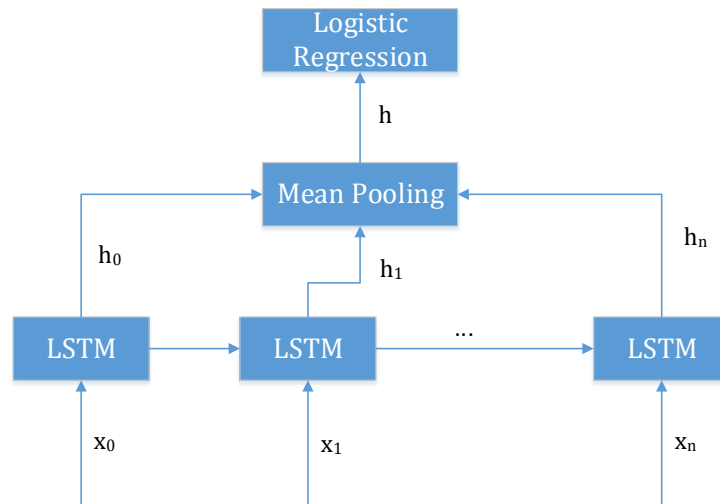 Logistic
Regression
h
Mean Pooling
h₀
h₁
hₙ
...
LSTM
LSTM
LSTM
x₀
x₁
xₙ